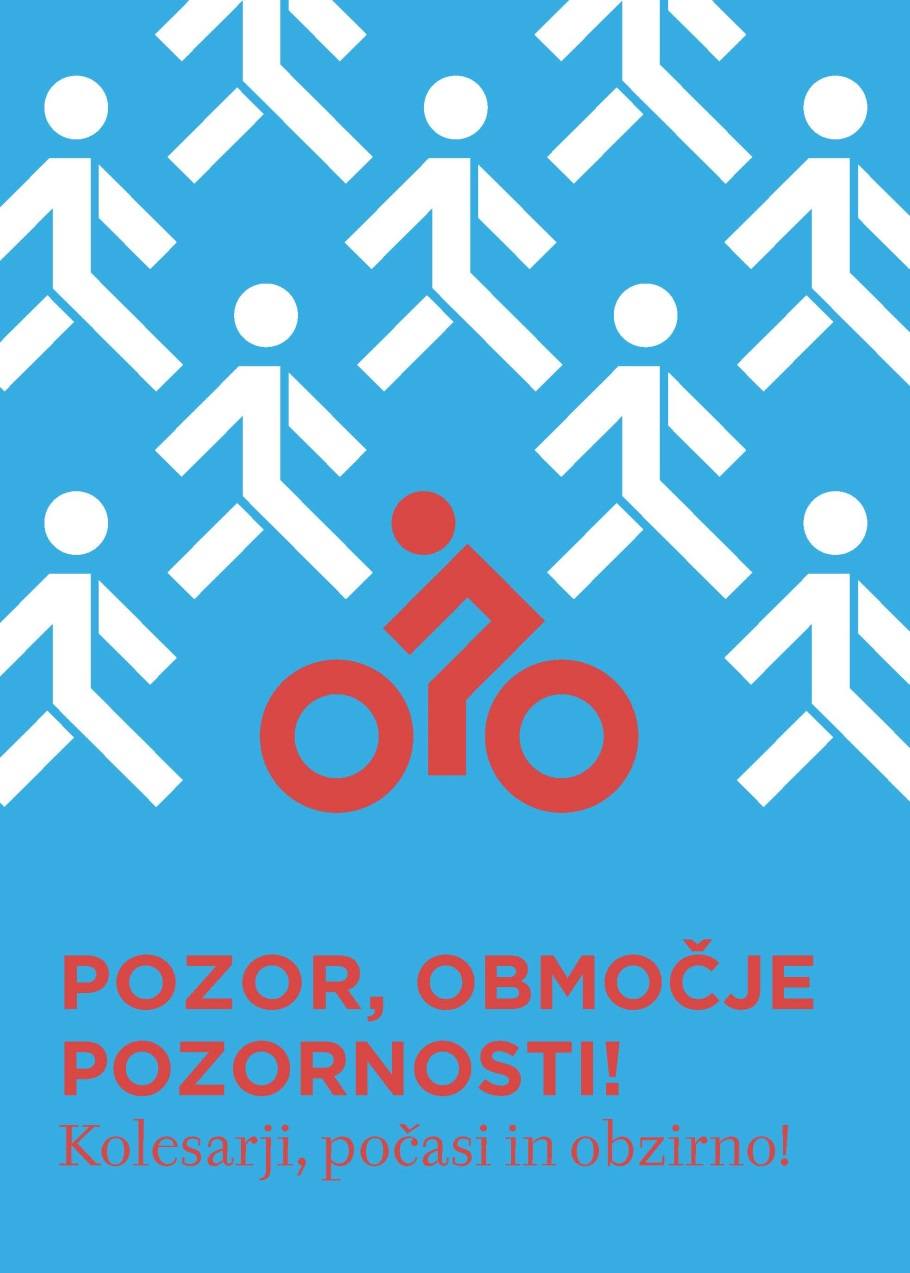 POZOR, OBMOČJE
POZORNOSTI!
Kolesarji, počasi in obzirno!